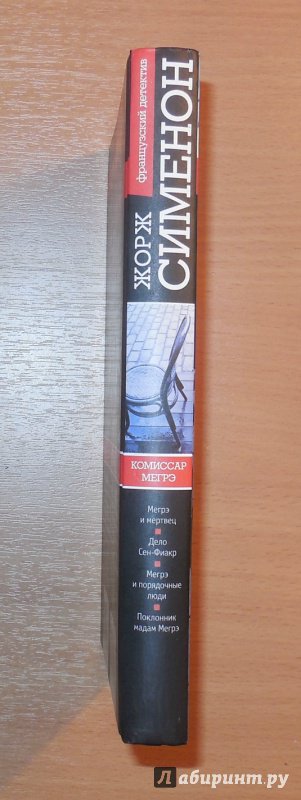 французский детектив
ЖОРЖ
СИМЕНОН
КОМИССАР
МЕГРЭ
Мегрэ
и мертвец
Дело
Сен-Фиакр
Мегрэ
и порядочные
люди
Поклонник
мадам Мегрэ
Лабиринт.ру